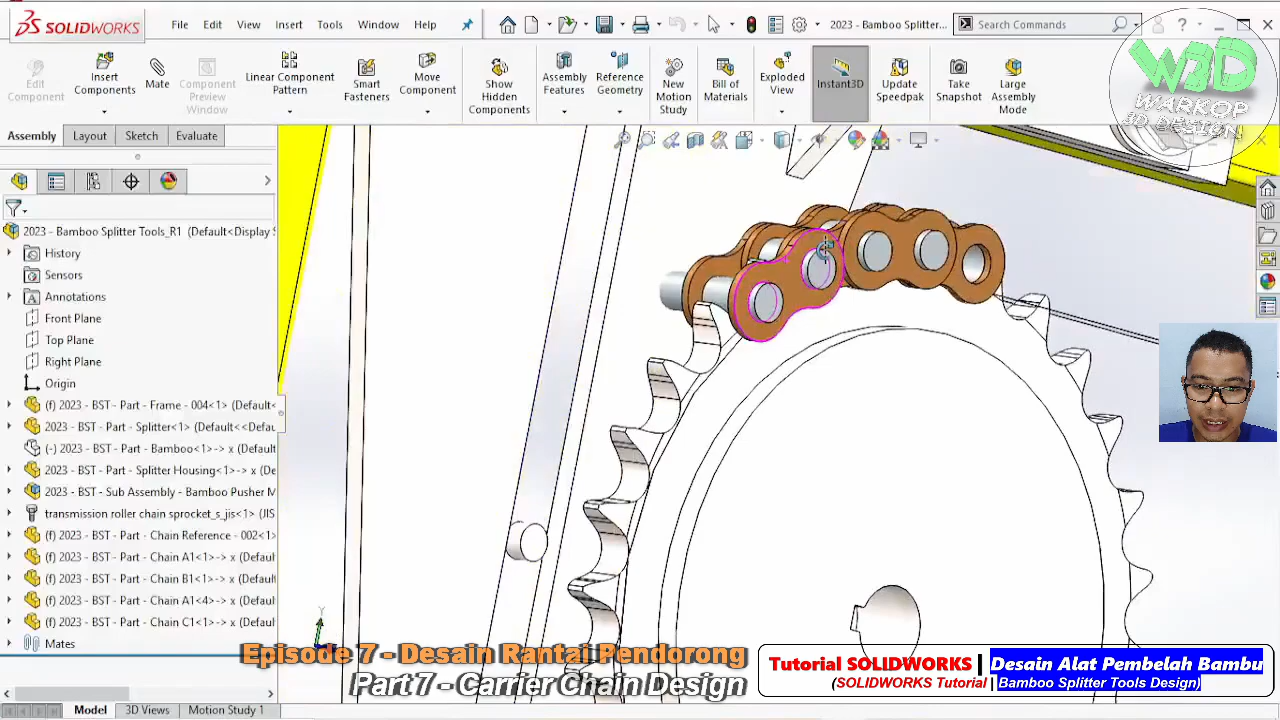 SOLIDWORKS
File Edit View Insert Tools Window Help
2023 - Bamboo Splitter...
Search Commands
Edit Component
Insert Components
Mate
Component Preview Window
Linear Component Pattern
Smart Fasteners
Move Component
Show Hidden Components
Assembly Features
Reference Geometry
New Motion Study
Bill of Materials
Exploded View
Instant3D
Update Speedpak
Take Snapshot
Large Assembly Mode
W3D
WARKOP
3D DESIGN
Assembly Layout Sketch Evaluate
2023 - Bamboo Splitter Tools_R1 (Default<Display S
History
Sensors
Annotations
Front Plane
Top Plane
Right Plane
Origin
(f) 2023 - BST - Part - Frame - 004<1> (Default<
2023 - BST - Part - Splitter<1> (Default<<Defau
(-) 2023 - BST - Part - Bamboo<1> -> x (Default
2023 - BST - Part - Splitter Housing<1> -> x (De
2023 - BST - Sub Assembly - Bamboo Pusher M
transmission roller chain sprocket_s_jis<1> (JIS
(f) 2023 - BST - Part - Chain Reference - 002<1>
(f) 2023 - BST - Part - Chain A1<1> -> x (Defaul
(f) 2023 - BST - Part - Chain B1<1> -> x (Defaul
(f) 2023 - BST - Part - Chain A1<4> -> x (Defaul
(f) 2023 - BST - Part - Chain C1<1> -> x (Defaul
Mates
Y
Episode 7 - Desain Rantai Pendorong
Part 7 - Carrier Chain Design
Tutorial SOLIDWORKS | Desain Alat Pembelah Bambu
(SOLIDWORKS Tutorial | Bamboo Splitter Tools Design)
Model 3D Views Motion Study 1